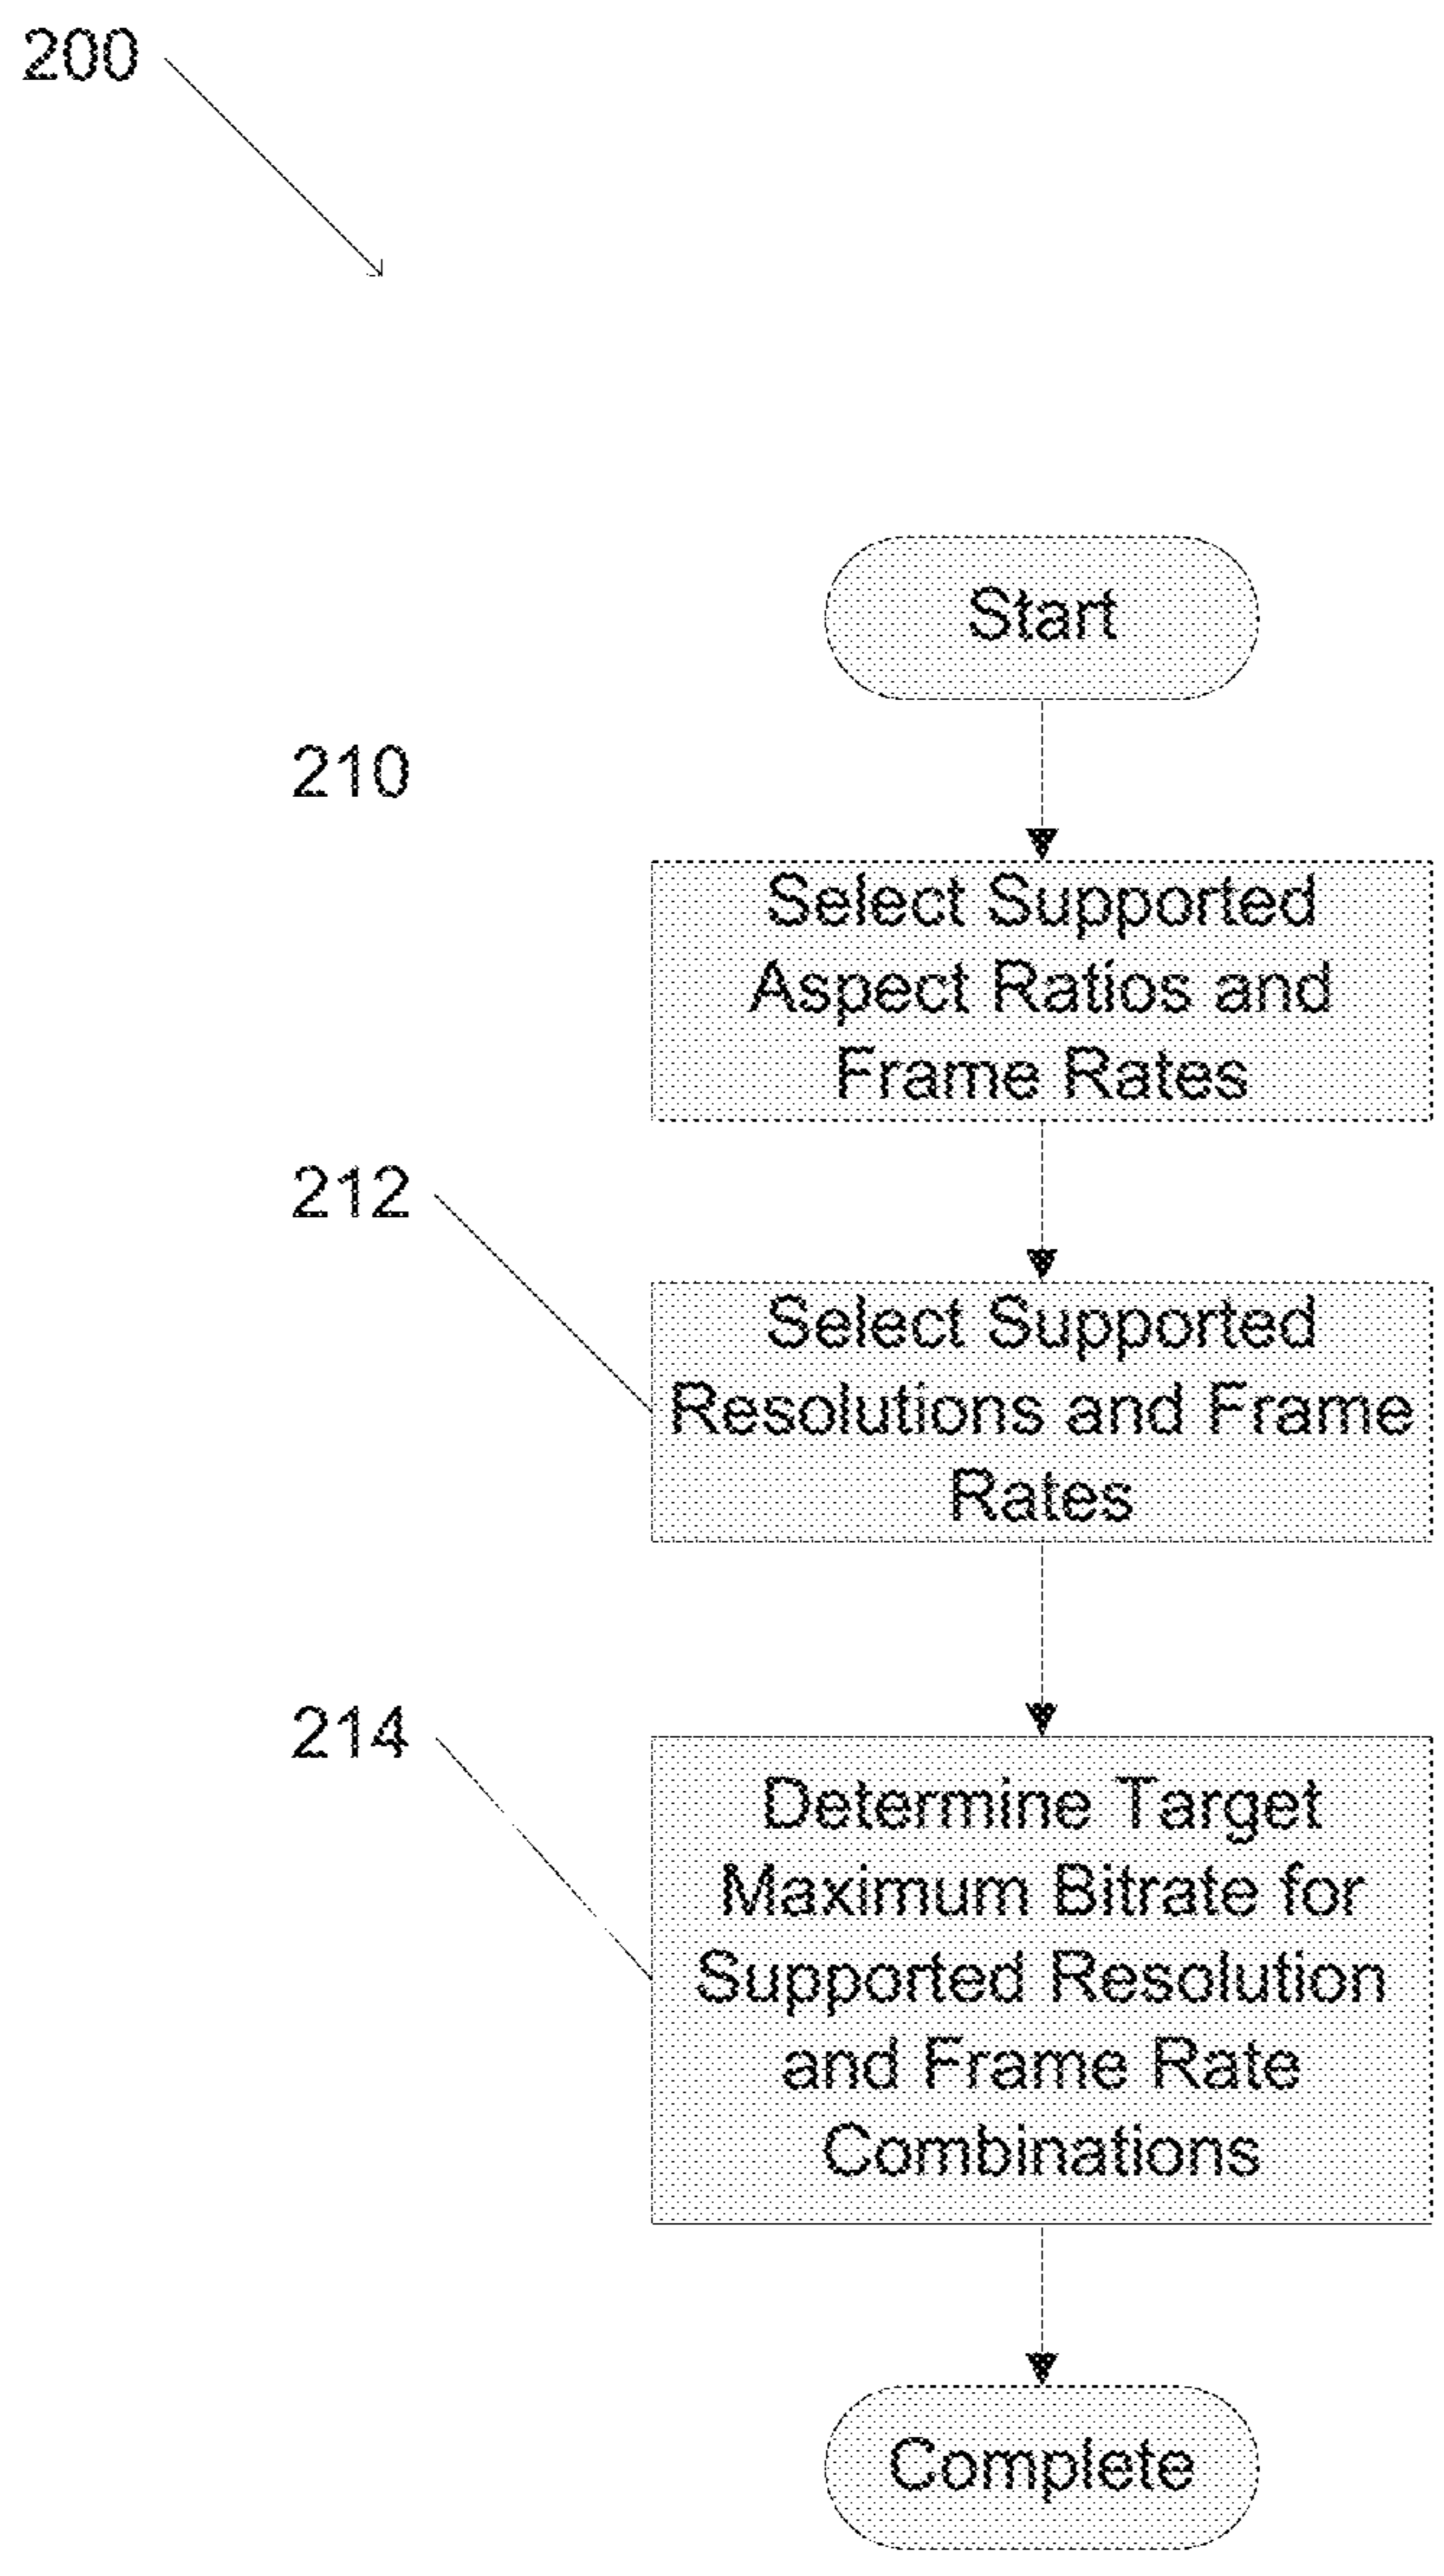 200
Start
210
Select Supported
Aspect Ratios and
Frame Rates
212
Select Supported
Resolutions and Frame
Rates
214
Determine Target
Maximum Bitrate for
Supported Resolution
and Frame Rate
Combinations
Complete